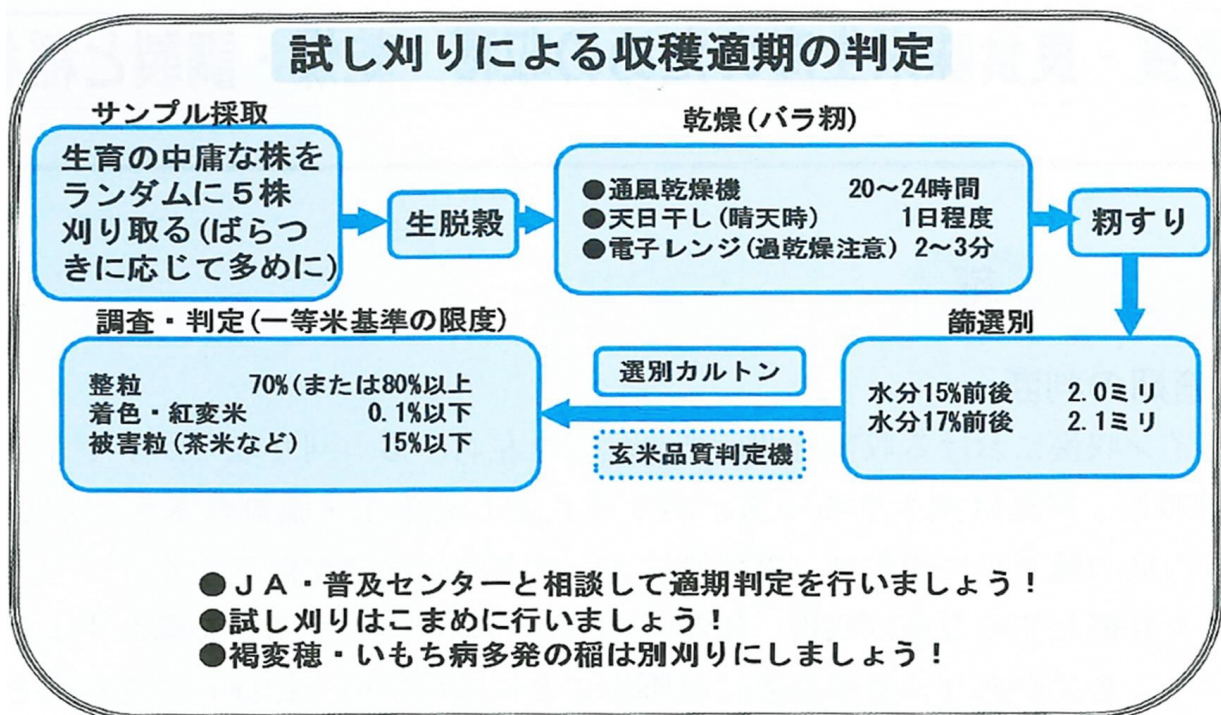 試し刈りによる収穫適期の判定
サンプル採取
生育の中庸な株を
ランダムに5株
刈り取る(ばらつ
きに応じて多めに)
生脱穀
乾燥(バラ籾)
●通風乾燥機 20~24時間
●天日干し(晴天時) 1日程度
●電子レンジ(過乾燥注意) 2~3分
籾すり
篩選別
水分15%前後 2.0ミリ
水分17%前後 2.1ミリ
選別カルトン
玄米品質判定機
調査・判定(一等米基準の限度)
整粒 70%(または80%以上
着色・紅変米 0.1%以下
被害粒(茶米など) 15%以下
●JA・普及センターと相談して適期判定を行いましょう!
●試し刈りはこまめに行いましょう!
●褐変穂・いもち病多発の稲は別刈りにしましょう!